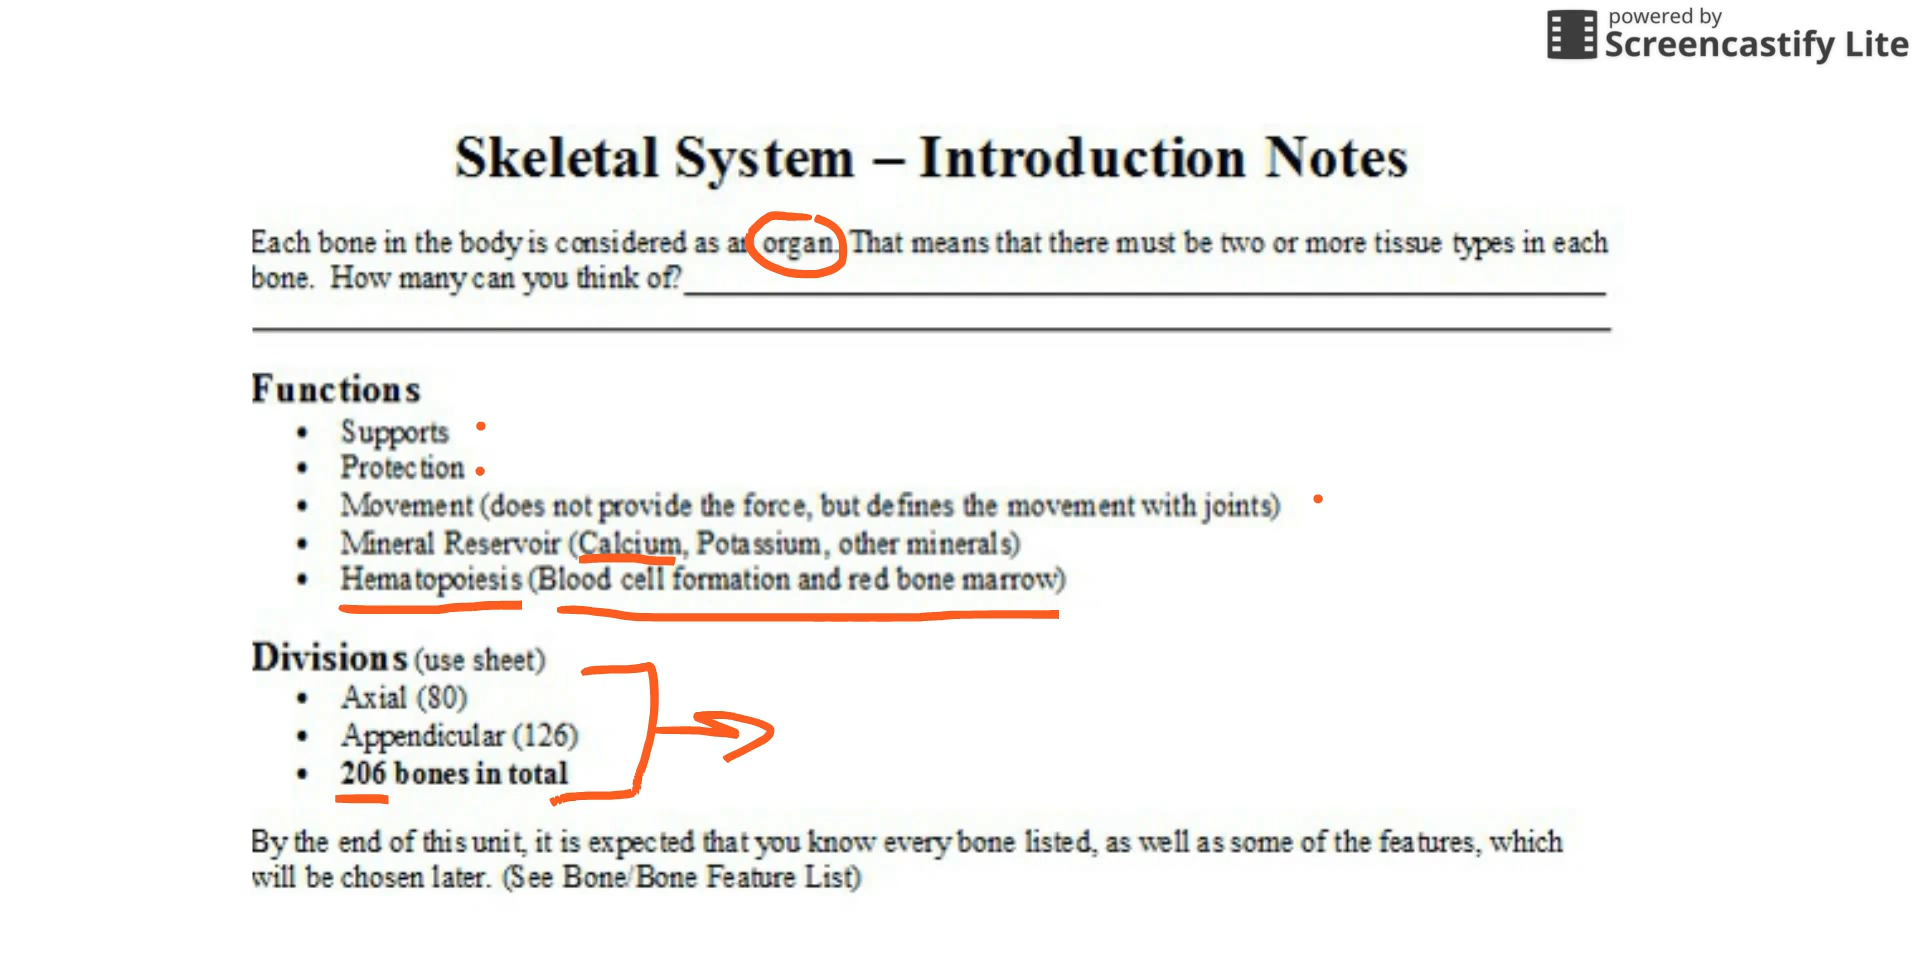 powered by
Screencastify Lite
Skeletal System – Introduction Notes
Each bone in the body is considered as an organ. That means that there must be two or more tissue types in each
bone. How many can you think of?
Functions
• Supports
• Protection
• Movement (does not provide the force, but defines the movement with joints)
• Mineral Reservoir (Calcium, Potassium, other minerals)
• Hematopoiesis (Blood cell formation and red bone marrow)
Divisions (use sheet)
• Axial (80)
• Appendicular (126)
• 206 bones in total
By the end of this unit, it is expected that you know every bone listed, as well as some of the features, which
will be chosen later. (See Bone/Bone Feature List)